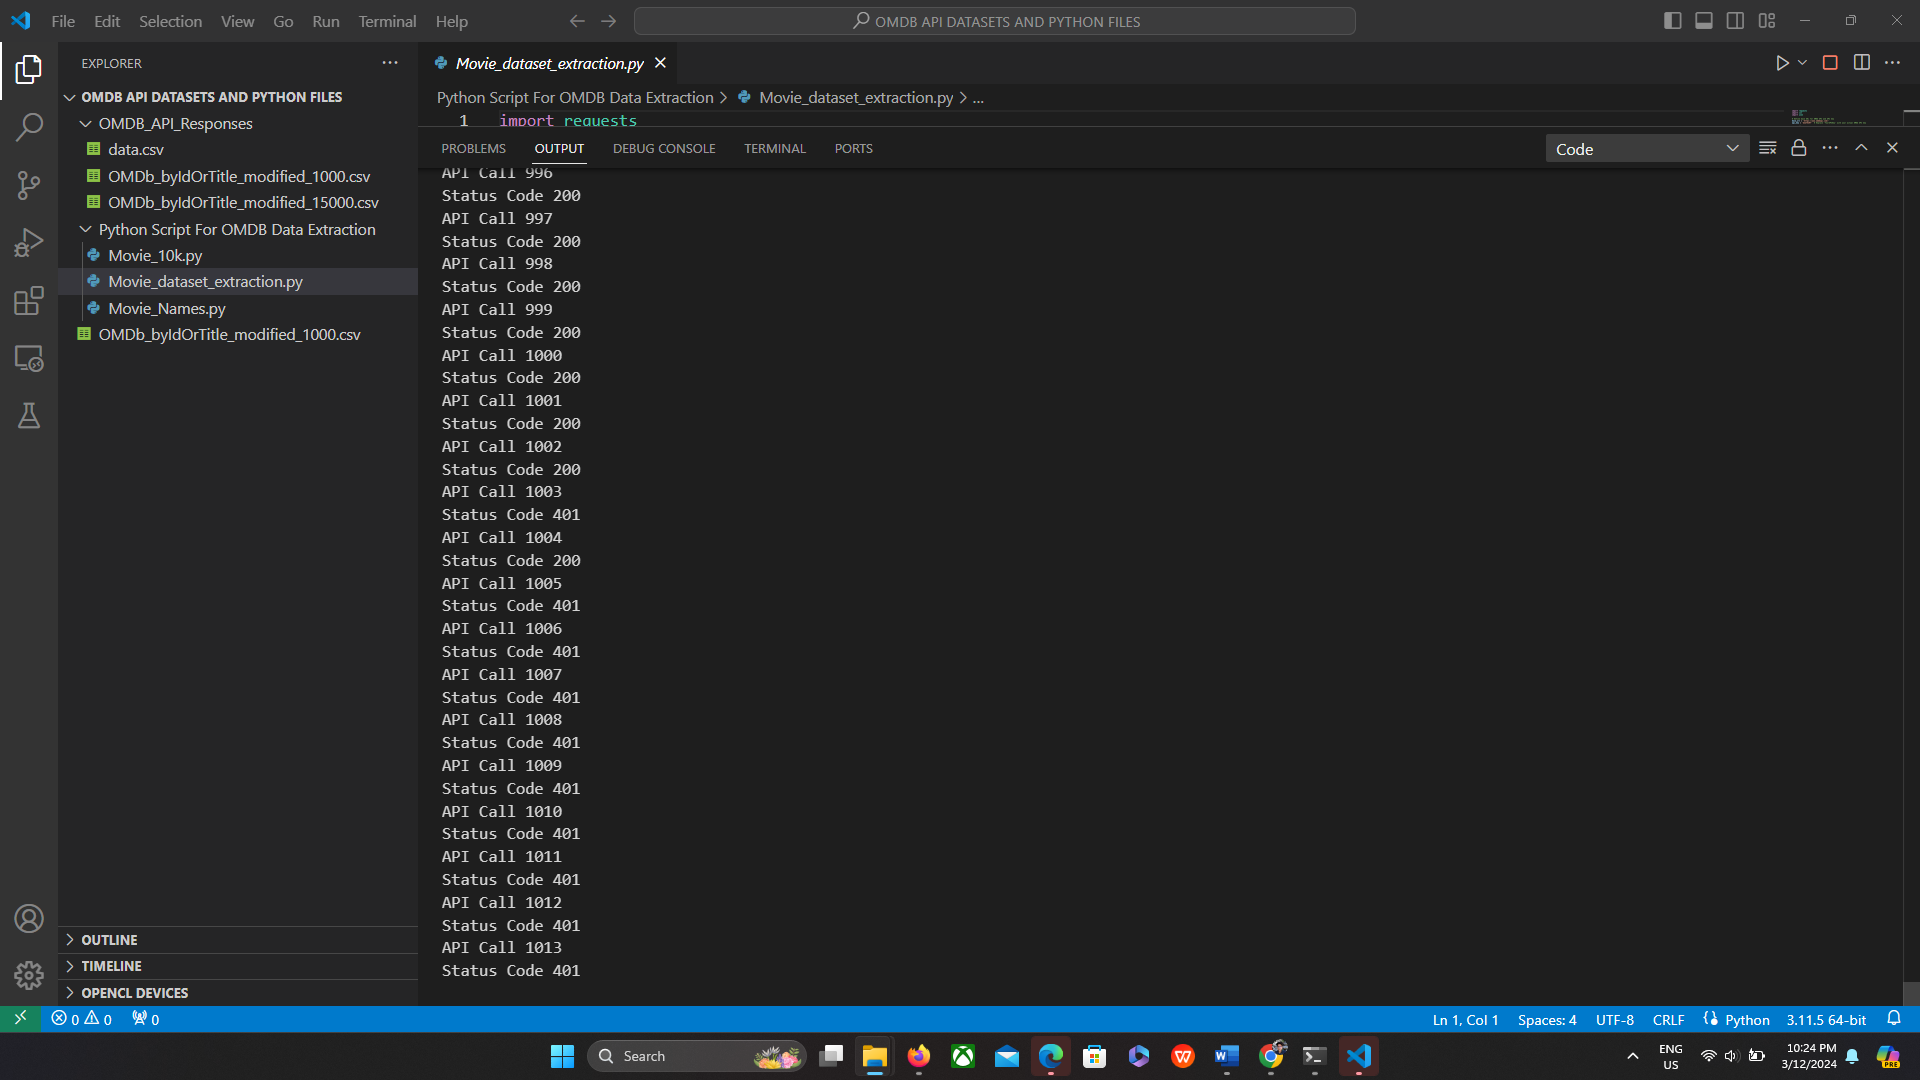 File Edit Selection View Go Run Terminal Help
OMDB API DATASETS AND PYTHON FILES
EXPLORER
OMDB API DATASETS AND PYTHON FILES
OMDB_API_Responses
data.csv
OMDb_byIdOrTitle_modified_1000.csv
OMDb_byIdOrTitle_modified_15000.csv
Python Script For OMDB Data Extraction
Movie_10k.py
Movie_dataset_extraction.py
Movie_Names.py
OMDb_byIdOrTitle_modified_1000.csv
OUTLINE
TIMELINE
OPENCL DEVICES
Movie_dataset_extraction.py
Python Script For OMDB Data Extraction > Movie_dataset_extraction.py > ...
1 import requests
PROBLEMS OUTPUT DEBUG CONSOLE TERMINAL PORTS
Code
API Call 996
Status Code 200
API Call 997
Status Code 200
API Call 998
Status Code 200
API Call 999
Status Code 200
API Call 1000
Status Code 200
API Call 1001
Status Code 200
API Call 1002
Status Code 200
API Call 1003
Status Code 401
API Call 1004
Status Code 200
API Call 1005
Status Code 401
API Call 1006
Status Code 401
API Call 1007
Status Code 401
API Call 1008
Status Code 401
API Call 1009
Status Code 401
API Call 1010
Status Code 401
API Call 1011
Status Code 401
API Call 1012
Status Code 401
API Call 1013
Status Code 401
0 0 0
Ln 1, Col 1 Spaces: 4 UTF-8 CRLF Python 3.11.5 64-bit
Search
ENG
US
10:24 PM
3/12/2024
PRE